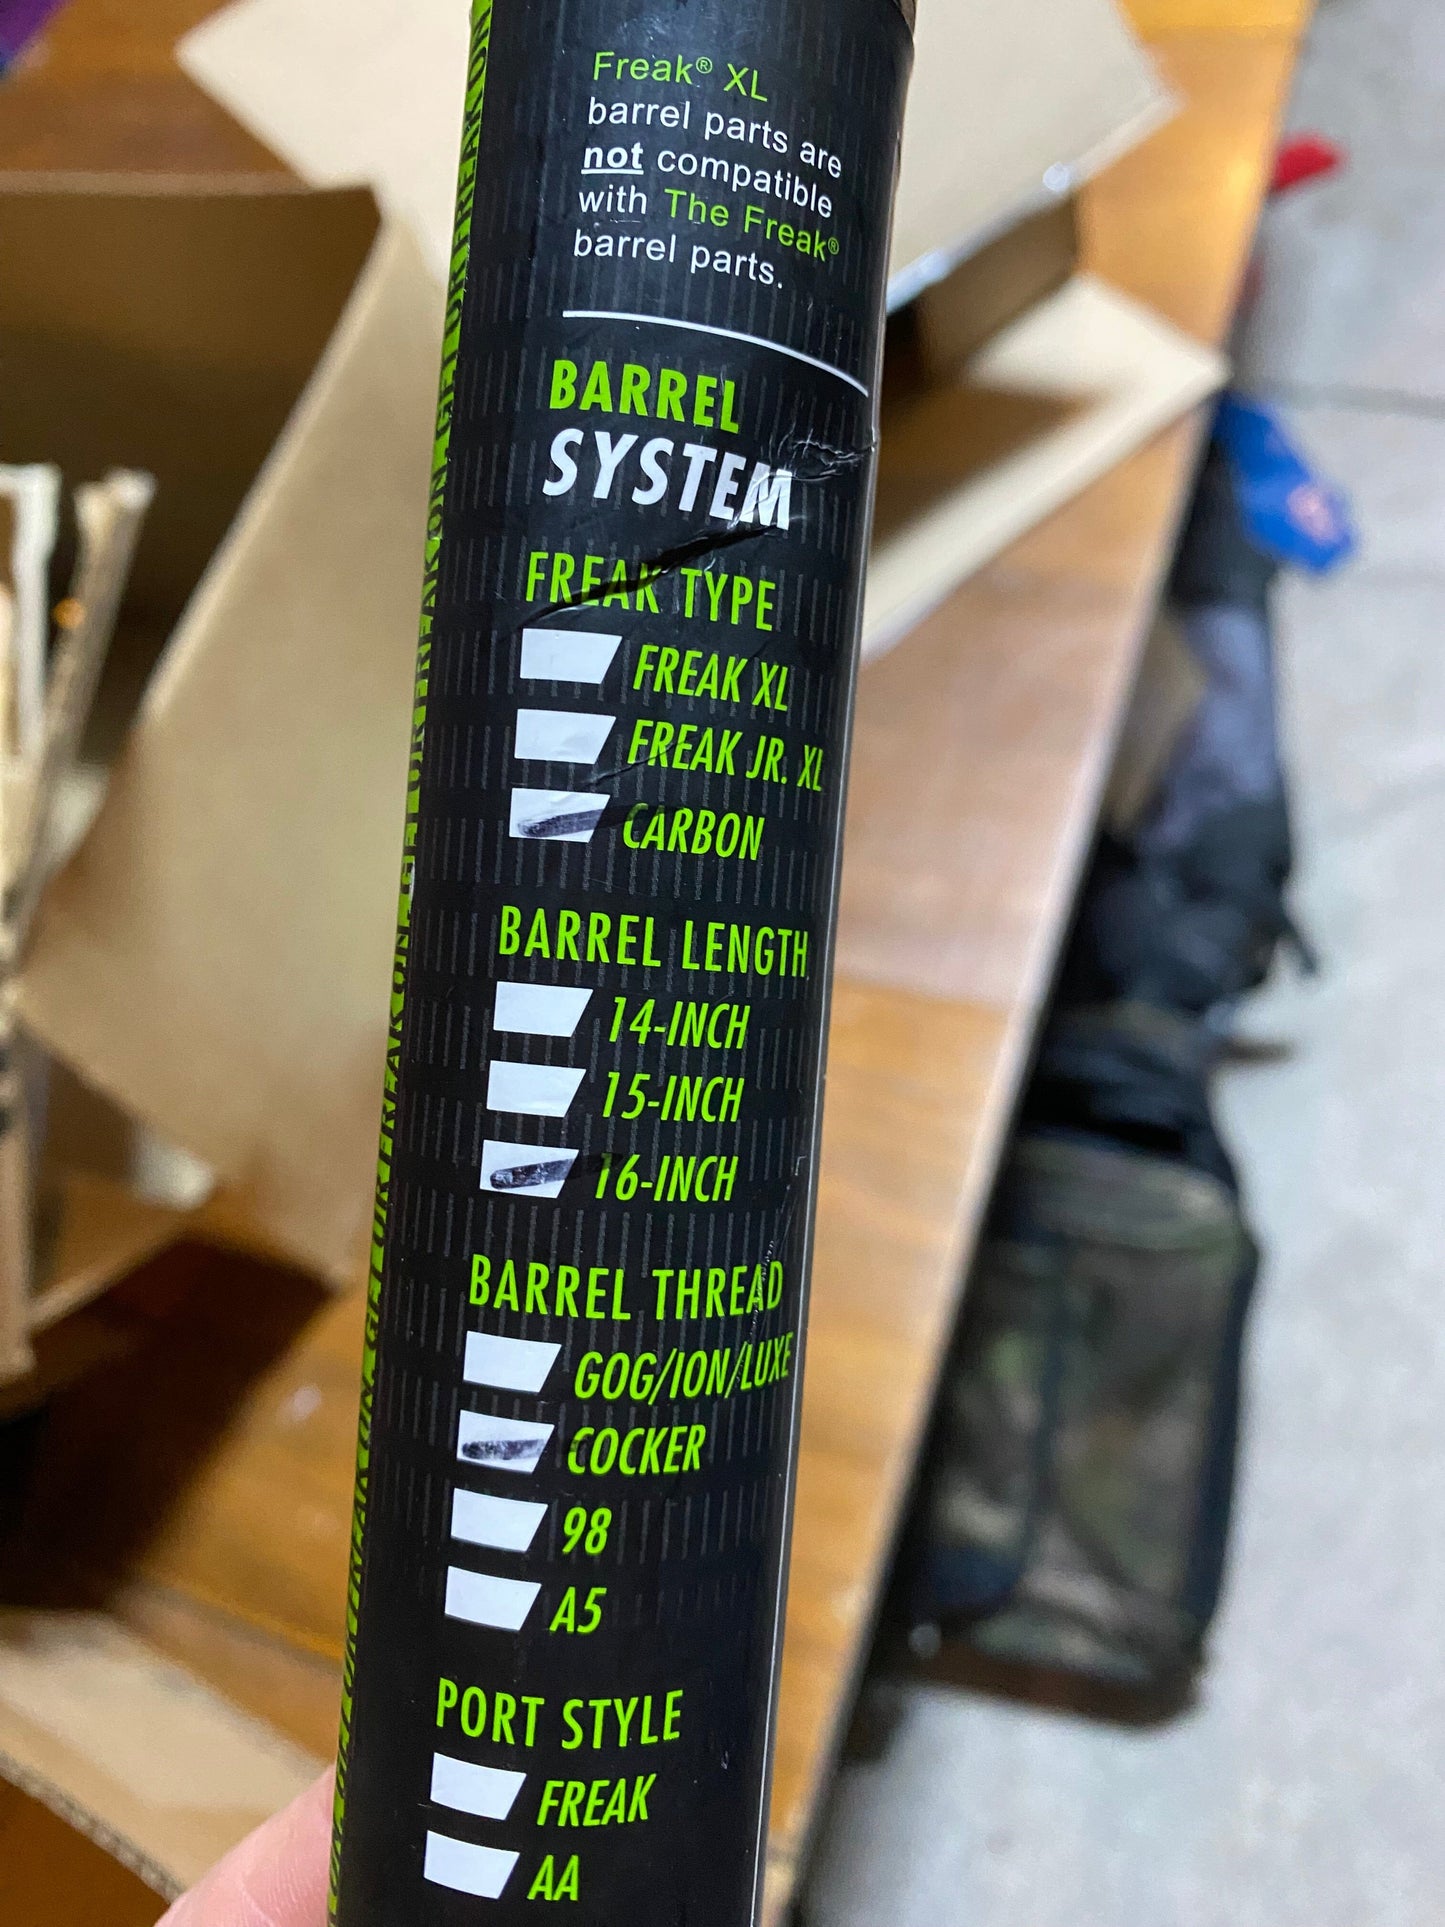 Freak® XL
barrel parts are
not compatible
with The Freak®
barrel parts.
BARREL
SYSTEM
FREAK TYPE
FREAK XL
FREAK JR. XL
CARBON
BARREL LENGTH
14-INCH
15-INCH
16-INCH
BARREL THREAD
GOG/ION/LUXE
COCKER
98
A5
PORT STYLE
FREAK
AA